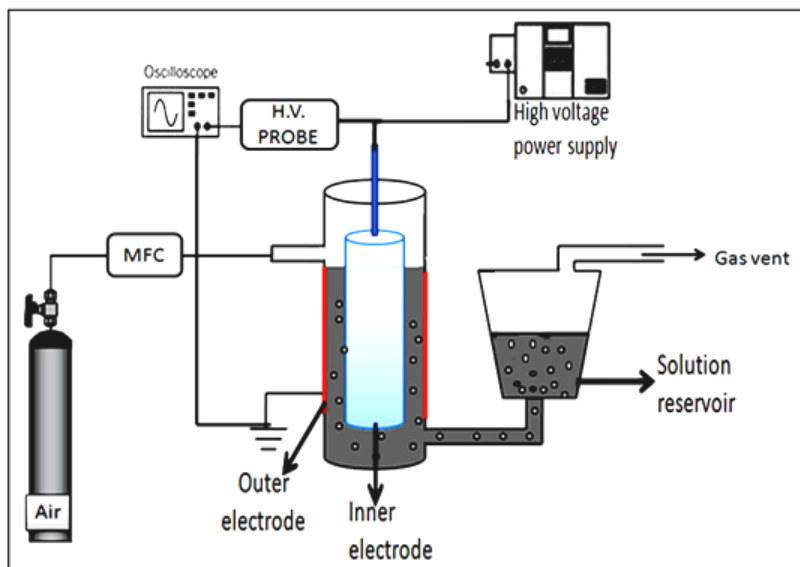 Oscilloscope
H.V.
PROBE
High voltage
power supply
MFC
Gas vent
Solution
reservoir
Air
Outer
electrode
Inner
electrode